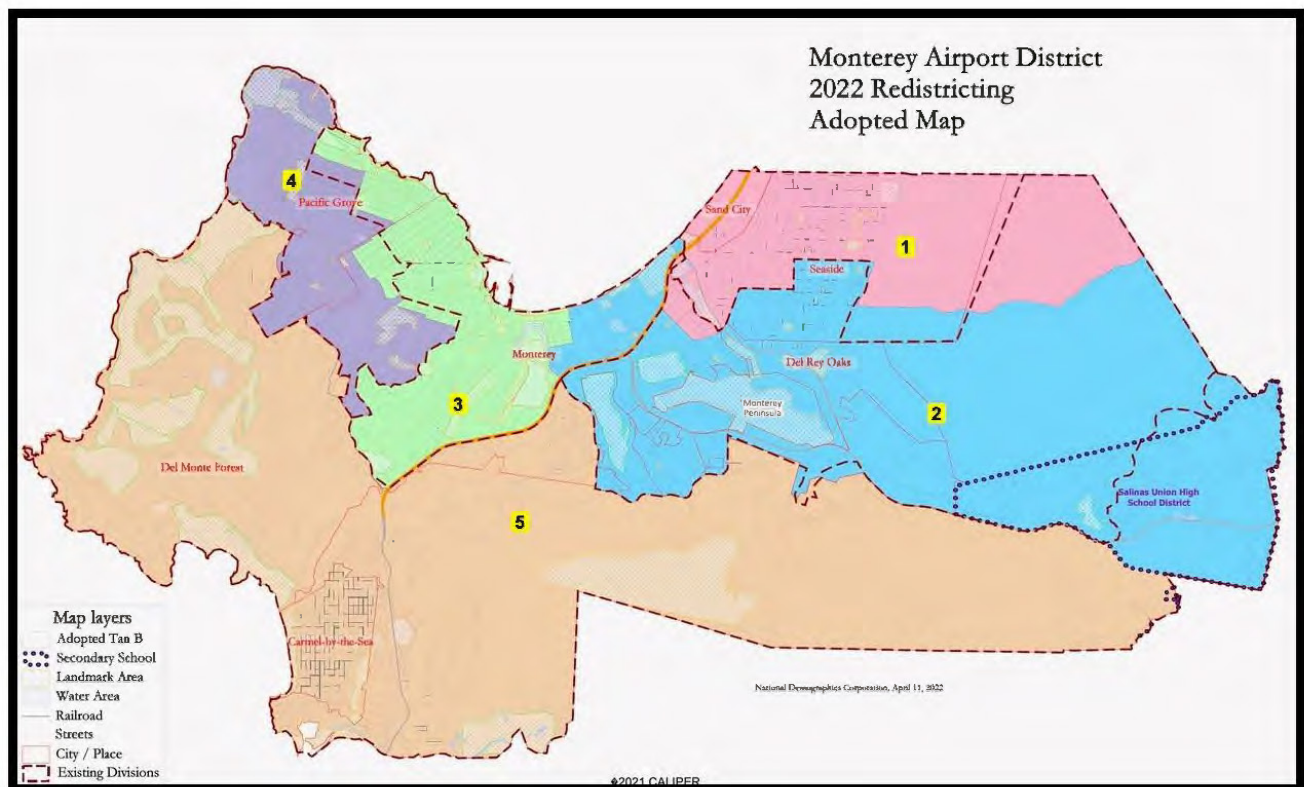 Monterey Airport District
2022 Redistricting
Adopted Map
4
Pacific Grove
Sand City
1
Seaside
Monterey
Del Rey Oaks
3
Monterey
Peninsula
2
Del Monte Forest
Salinas Union High
School District
5
Carmel-by-the-Sea
Map layers
Adopted Tan B
Secondary School
Landmark Area
Water Area
Railroad
Streets
City / Place
Existing Divisions
National Demographics Corporation, April 11, 2022
�2021 CALIPER